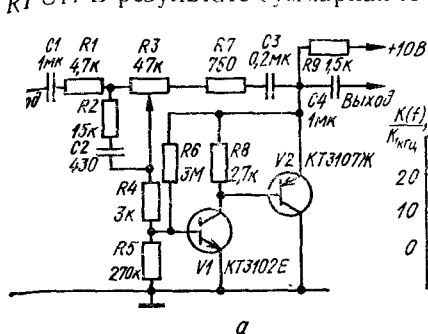 R1
C1 R1 R3 R7 C3
1мк 4,7к 47к 750 0,2мк
+10В
R9 1,5к
C4 Выход
1мк
R2
15к
C2
430
R6
3М
R8
2,7к
V2 КТ3107Ж
R4
3к
R5
270к
V1 КТ3102Е
K(f),
K1кГц
20
10
0
а